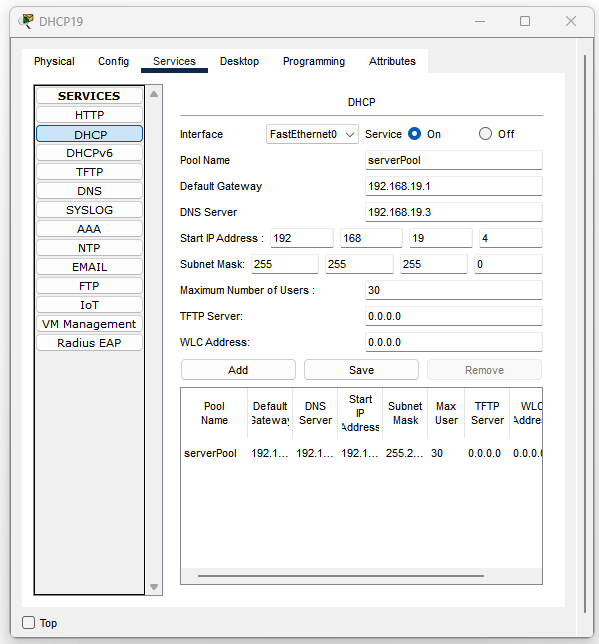 DHCP19
Physical Config Services Desktop Programming Attributes
SERVICES
HTTP
DHCP
DHCPv6
TFTP
DNS
SYSLOG
AAA
NTP
EMAIL
FTP
IoT
VM Management
Radius EAP
DHCP
Interface FastEthernet0 Service On Off
Pool Name serverPool
Default Gateway 192.168.19.1
DNS Server 192.168.19.3
Start IP Address : 192 168 19 4
Subnet Mask: 255 255 255 0
Maximum Number of Users : 30
TFTP Server: 0.0.0.0
WLC Address: 0.0.0.0
Add Save Remove
Pool Name
Default Gateway
DNS Server
Start IP Address
Subnet Mask
Max User
TFTP Server
WLC Addres
serverPool 192.1... 192.1... 192.1... 255.2... 30 0.0.0.0 0.0.0.0
Top